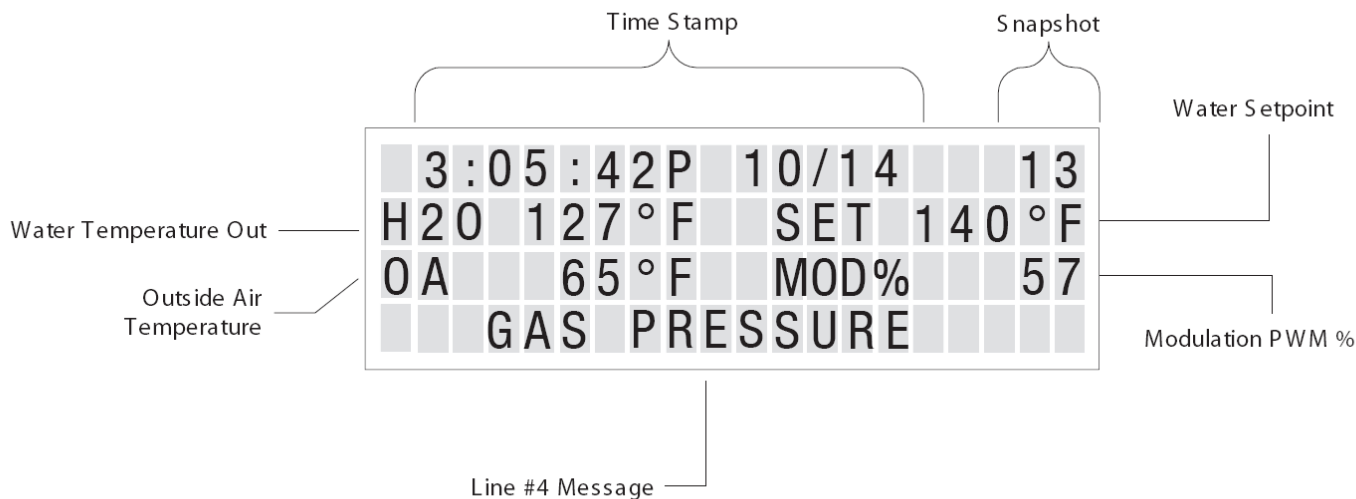 Time Stamp
Snapshot
Water Setpoint
3:05:42P 10/14 13
Water Temperature Out
H2O 127°F SET 140°F
OA 65°F MOD% 57
Outside Air
Temperature
GAS PRESSURE
Modulation PWM %
Line #4 Message